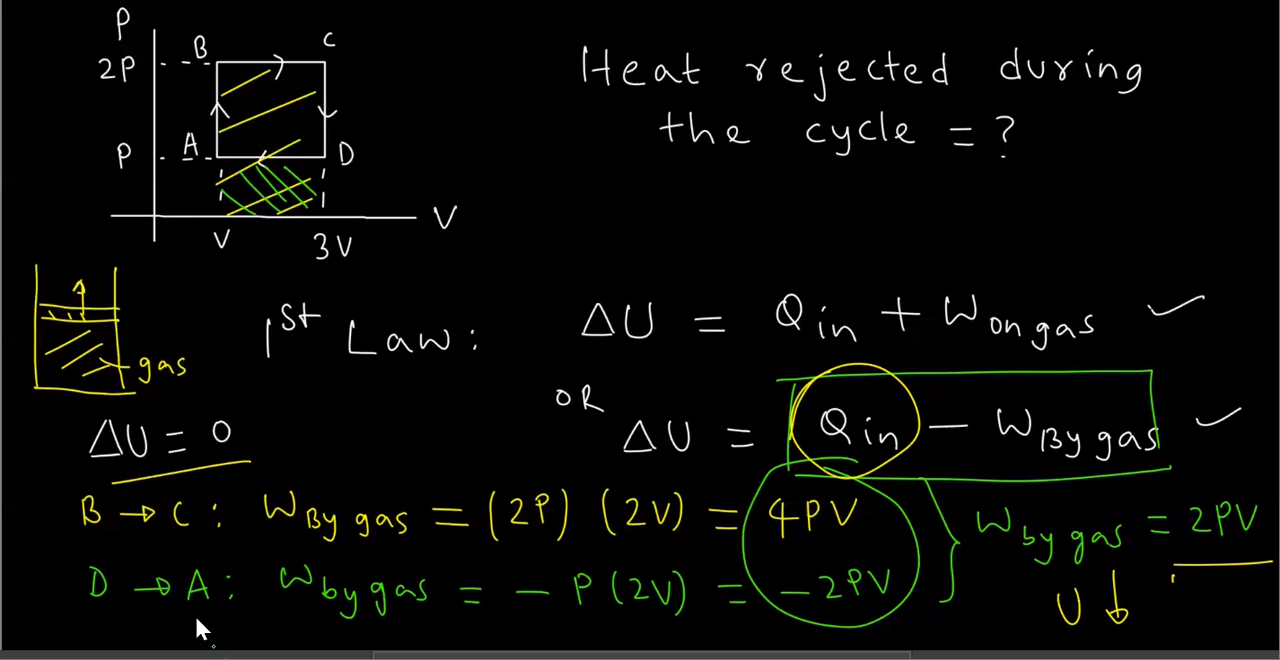 P
2P
B
C
P
A
D
V
V
3V
Heat rejected during
the cycle = ?
gas
1st Law:
ΔU = Qin + Won gas ✓
OR
ΔU = Qin − WBy gas ✓
ΔU = 0
B → C: WBy gas = (2P) (2V) = 4PV
D → A: Wby gas = − P(2V) = − 2PV
Wby gas = 2PV
U ↓